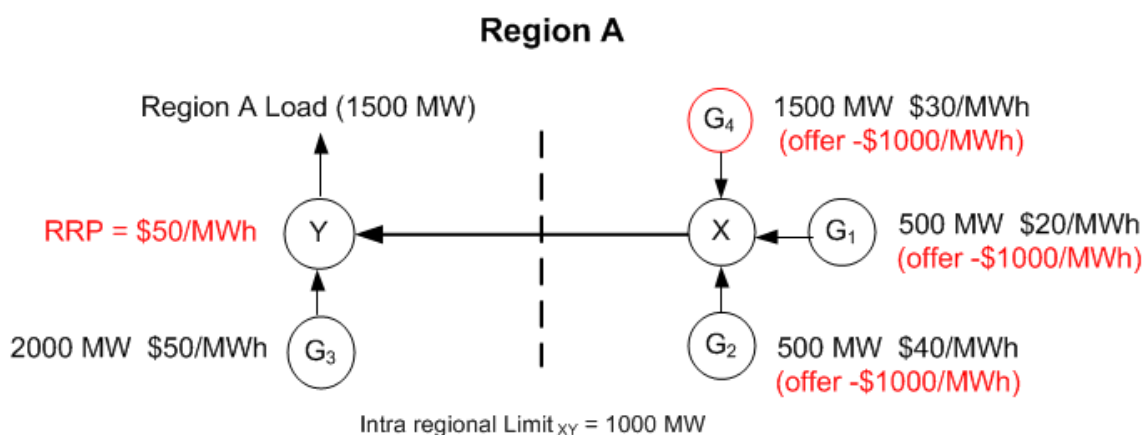 Region A
Region A Load (1500 MW)
G4
1500 MW $30/MWh
(offer -$1000/MWh)
RRP = $50/MWh
Y
X
G1
500 MW $20/MWh
(offer -$1000/MWh)
2000 MW $50/MWh
G3
G2
500 MW $40/MWh
(offer -$1000/MWh)
Intra regional Limit XY = 1000 MW